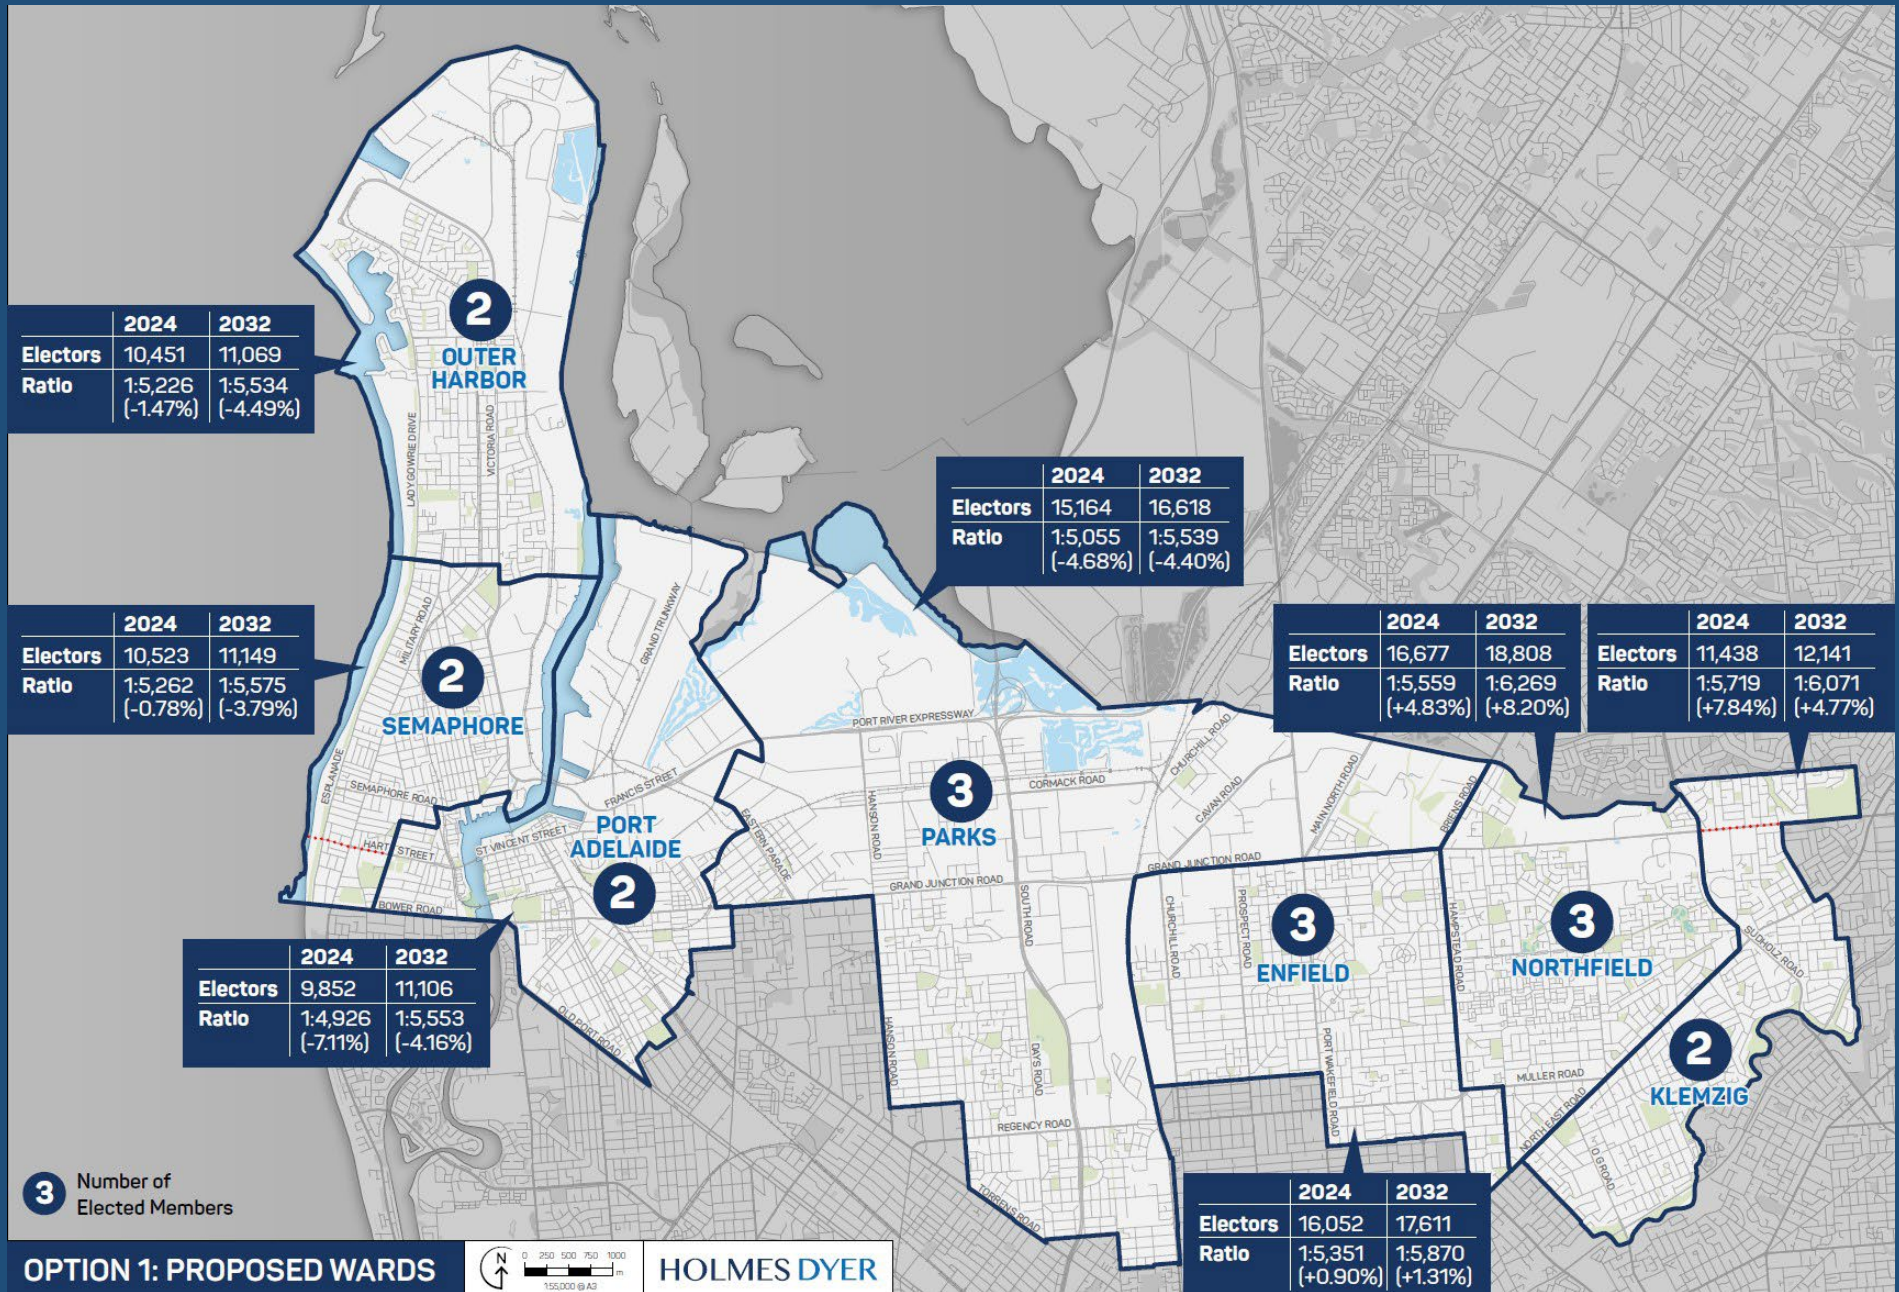 2024 2032
Electors 10,451 11,069
Ratio 1:5,226 1:5,534
(-1.47%) (-4.49%)
2
OUTER
HARBOR
LADY GOWRIE DRIVE
VICTORIA ROAD
2024 2032
Electors 15,164 16,618
Ratio 1:5,055 1:5,539
(-4.68%) (-4.40%)
2024 2032
Electors 10,523 11,149
Ratio 1:5,262 1:5,575
(-0.78%) (-3.79%)
MILITARY ROAD
2
SEMAPHORE
GRAND TRUNKWAY
2024 2032
Electors 16,677 18,808
Ratio 1:5,559 1:6,269
(+4.83%) (+8.20%)
2024 2032
Electors 11,438 12,141
Ratio 1:5,719 1:6,071
(+7.84%) (+4.77%)
PORT RIVER EXPRESSWAY
ESPLANADE
SEMAPHORE ROAD
FRANCIS STREET
CHURCHILL ROAD
CORMACK ROAD
CAVAN ROAD
MAIN NORTH ROAD
BRIENS ROAD
HART STREET
ST VINCENT STREET
PORT
ADELAIDE
2
EASTERN PARADE
HANSON ROAD
3
PARKS
GRAND JUNCTION ROAD
GRAND JUNCTION ROAD
BOWER ROAD
SOUTH ROAD
CHURCHILL ROAD
PROSPECT ROAD
3
ENFIELD
HAMPSTEAD ROAD
3
NORTHFIELD
SUDHOLZ ROAD
2024 2032
Electors 9,852 11,106
Ratio 1:4,926 1:5,553
(-7.11%) (-4.16%)
OLD PORT ROAD
HANSON ROAD
DAYS ROAD
PORT WAKEFIELD ROAD
2
KLEMZIG
MULLER ROAD
NORTH EAST ROAD
REGENCY ROAD
O G ROAD
TORRENS ROAD
2024 2032
Electors 16,052 17,611
Ratio 1:5,351 1:5,870
(+0.90%) (+1.31%)
3 Number of
Elected Members
OPTION 1: PROPOSED WARDS
N
0 250 500 750 1000
m
1:55,000 @ A3
HOLMES DYER